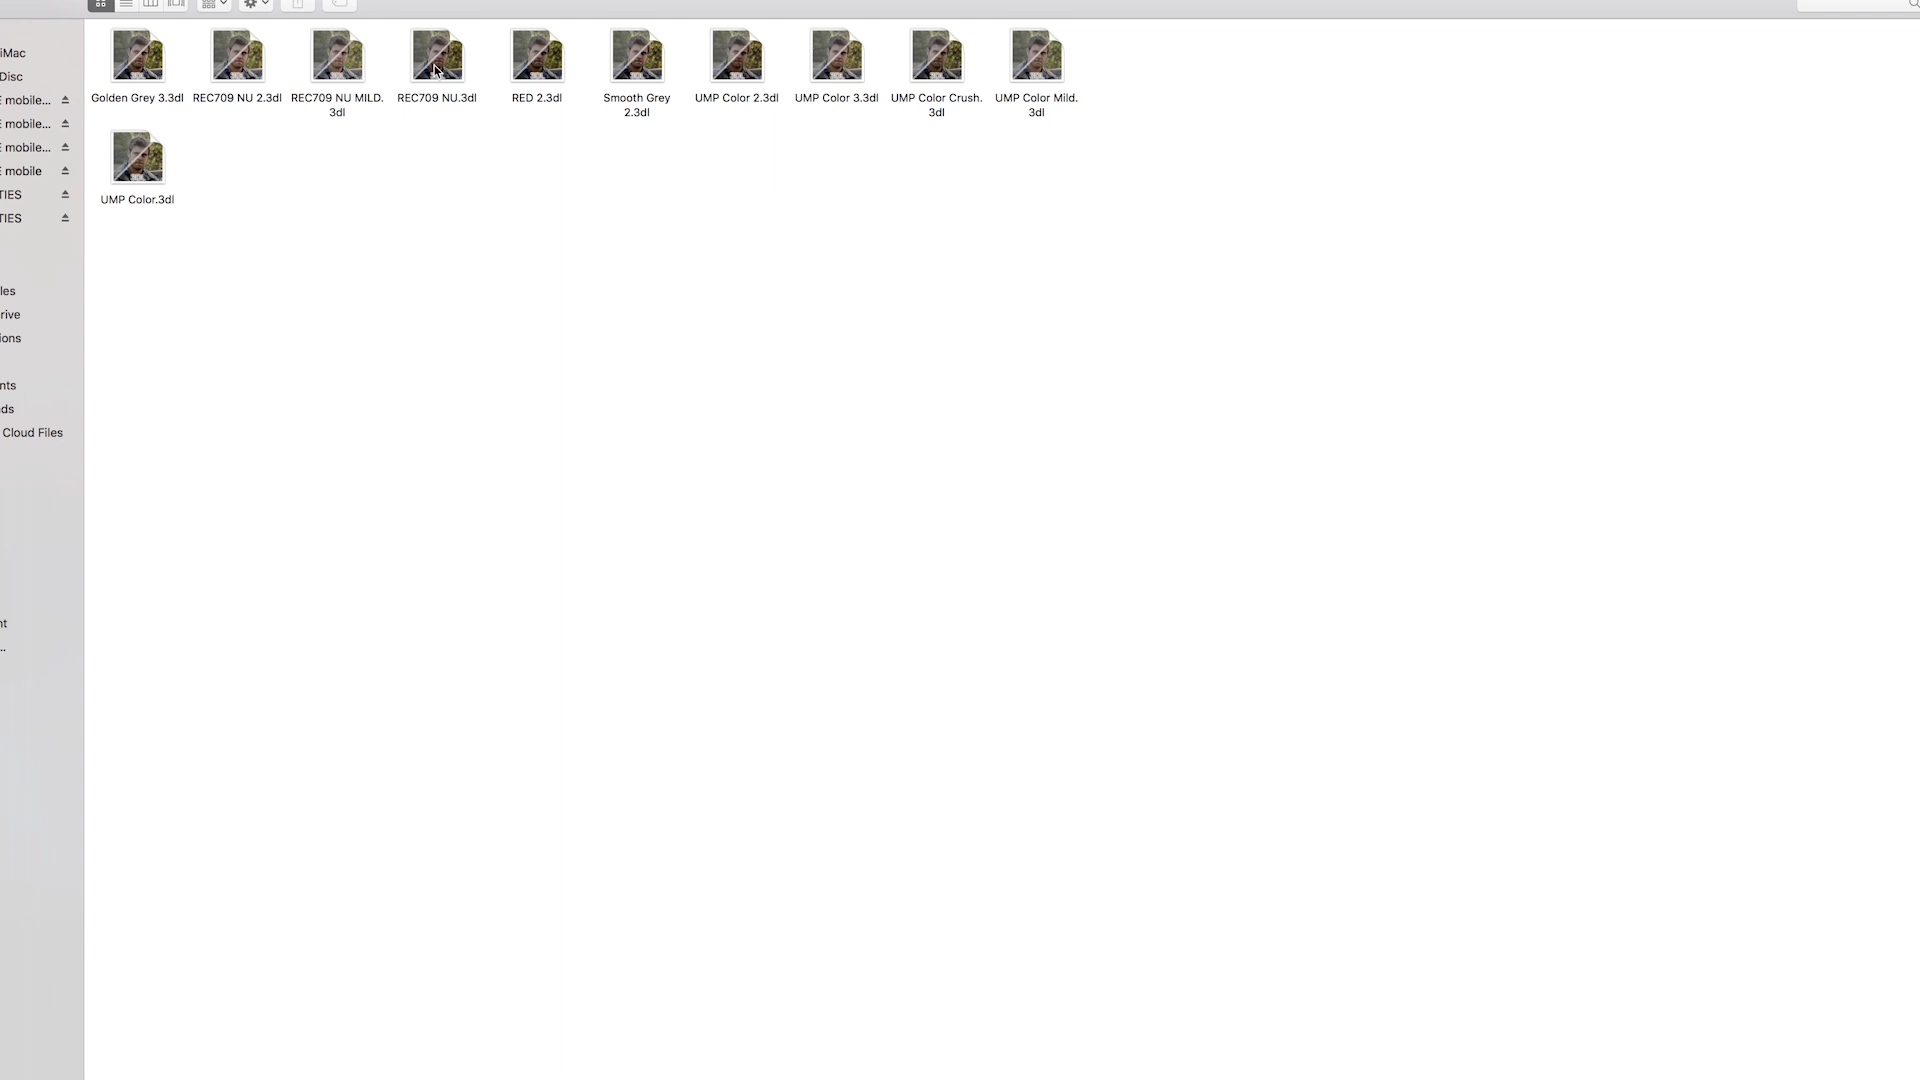 iMac
Disc
E mobile...
E mobile...
E mobile...
E mobile
TIES
TIES
les
rive
ions
nts
ds
Cloud Files
nt
...
Golden Grey 3.3dl
REC709 NU 2.3dl
REC709 NU MILD.
3dl
REC709 NU.3dl
RED 2.3dl
Smooth Grey
2.3dl
UMP Color 2.3dl
UMP Color 3.3dl
UMP Color Crush.
3dl
UMP Color Mild.
3dl
UMP Color.3dl